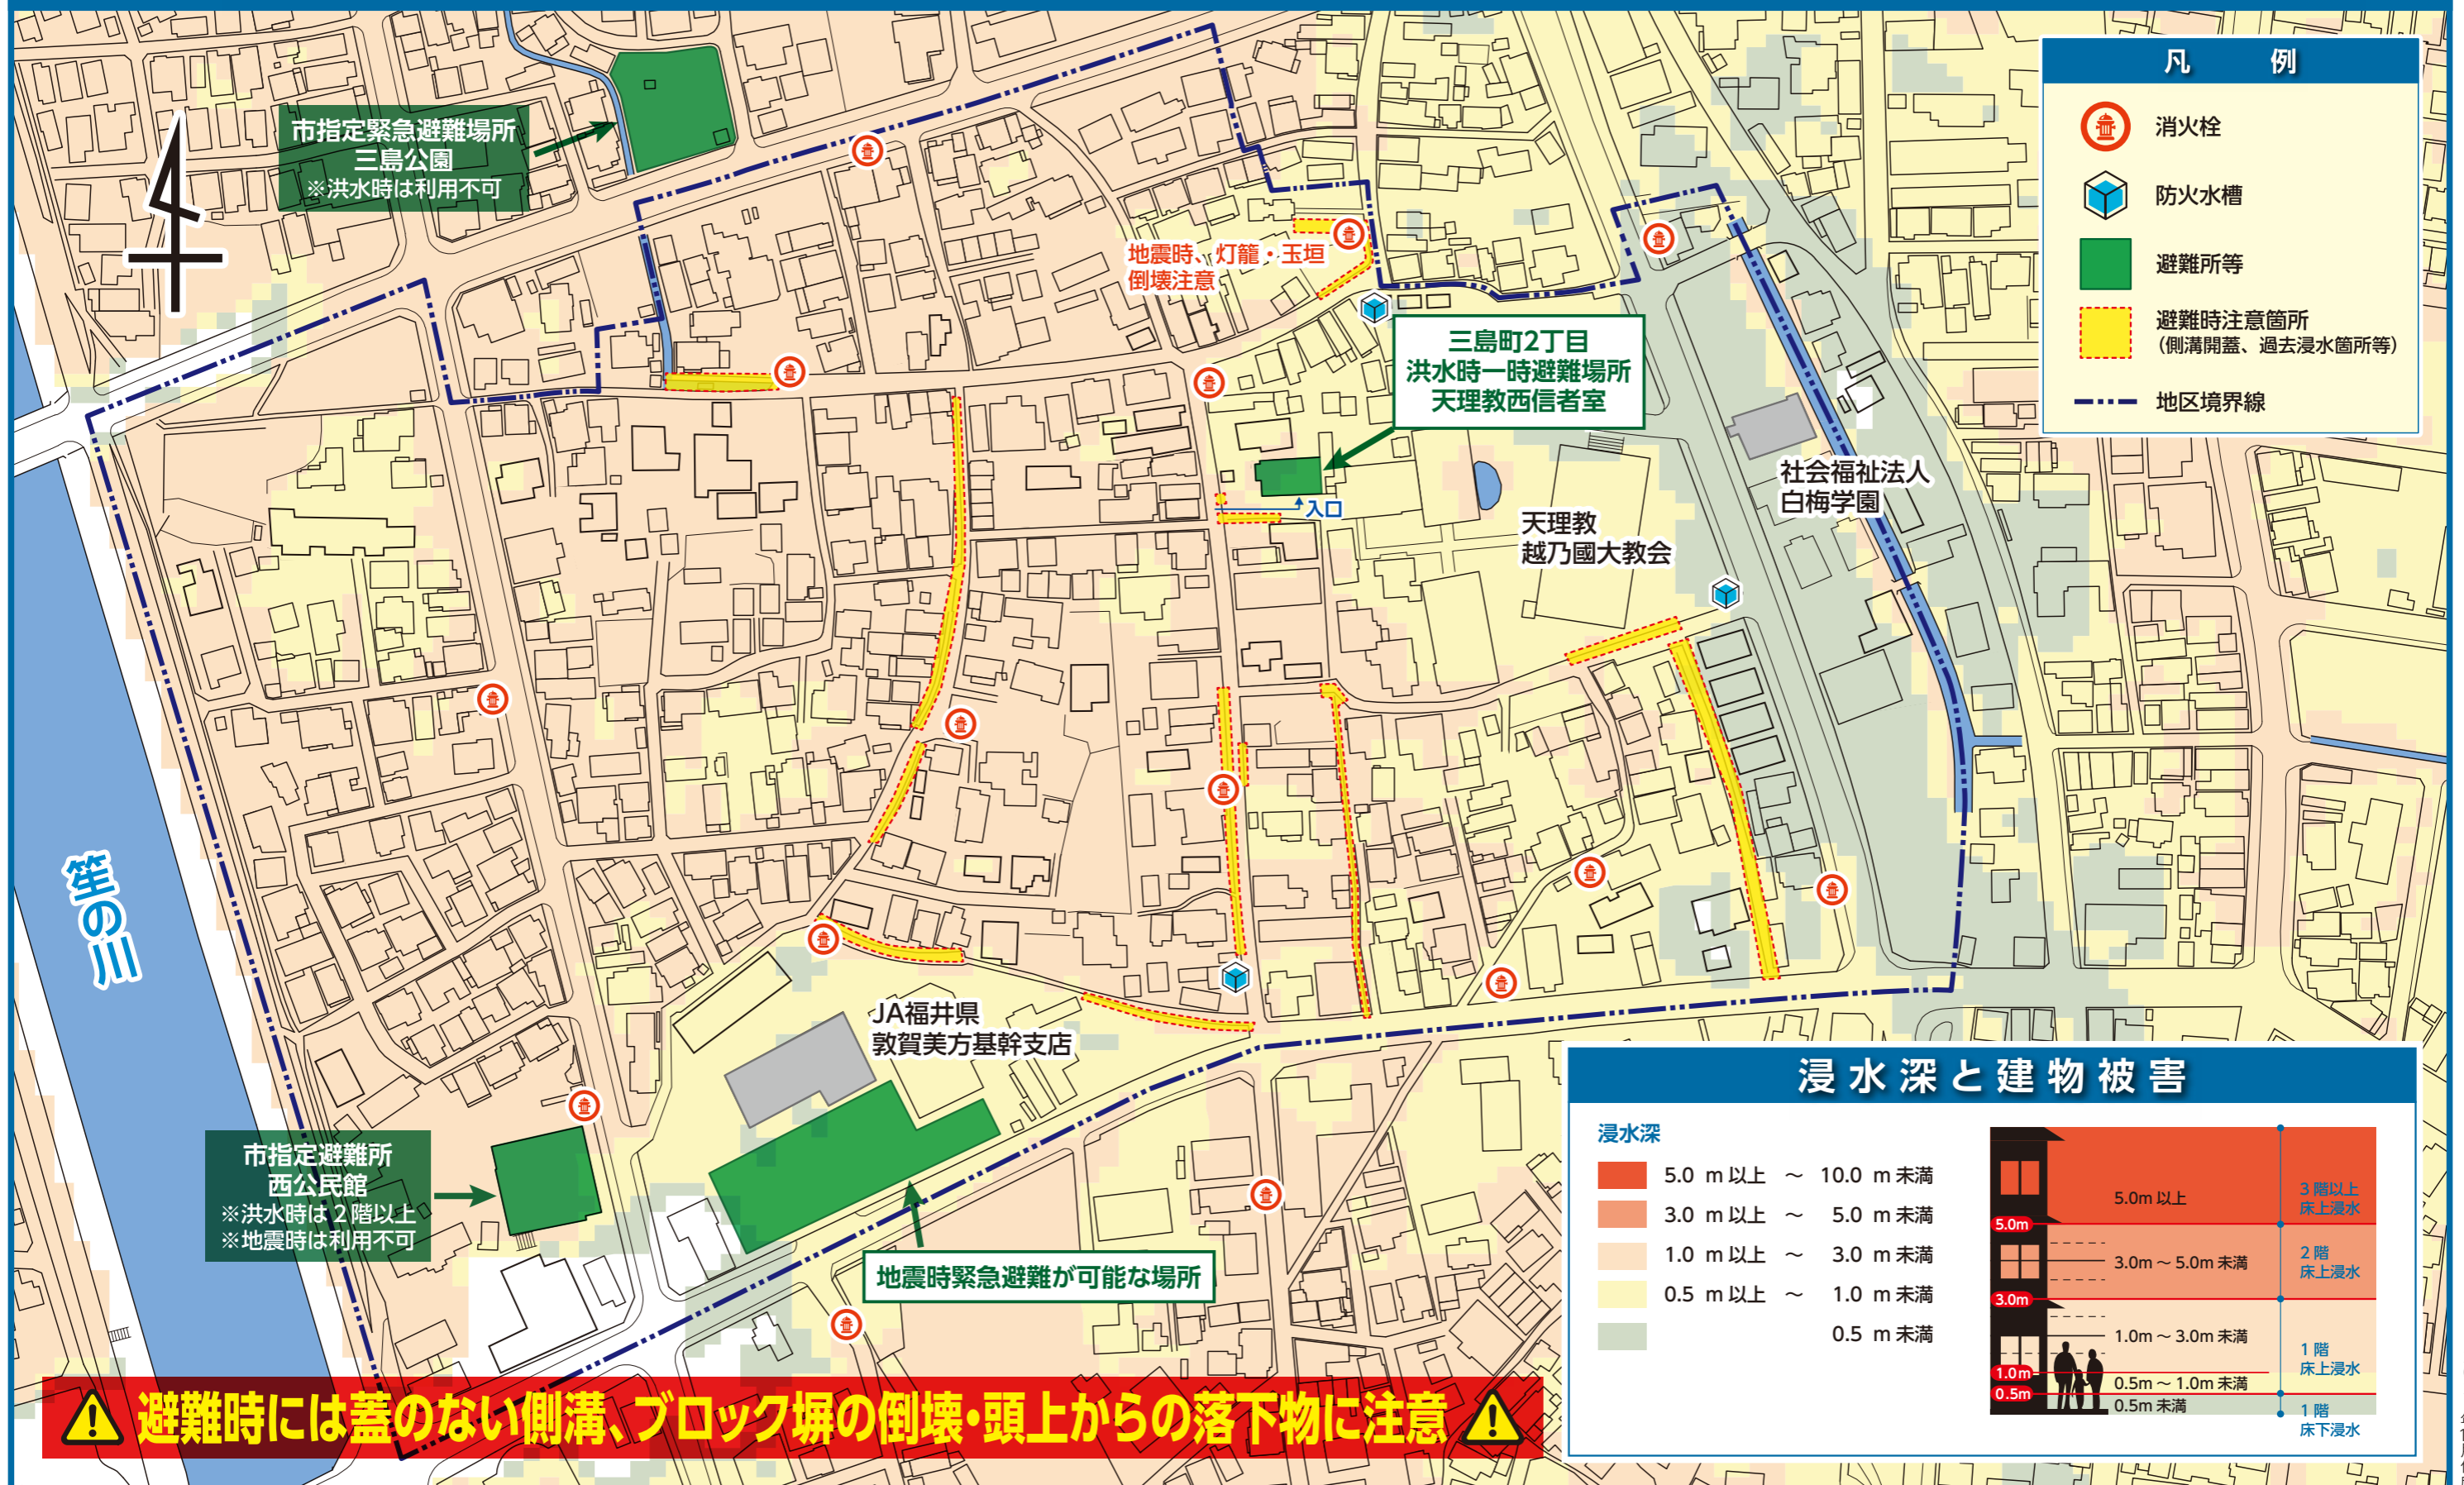 市指定緊急避難場所
三島公園
※洪水時は利用不可
地震時、灯籠・玉垣
倒壊注意
三島町2丁目
洪水時一時避難場所
天理教西信者室
入口
天理教
越乃國大教会
社会福祉法人
白梅学園
凡 例
消火栓
防火水槽
避難所等
避難時注意箇所
(側溝開蓋、過去浸水箇所等)
地区境界線
笙の川
JA福井県
敦賀美方基幹支店
市指定避難所
西公民館
※洪水時は2階以上
※地震時は利用不可
地震時緊急避難が可能な場所
避難時には蓋のない側溝、ブロック塀の倒壊・頭上からの落下物に注意
浸水深と建物被害
浸水深
5.0 m以上 ～ 10.0 m未満
3.0 m以上 ～ 5.0 m未満
1.0 m以上 ～ 3.0 m未満
0.5 m以上 ～ 1.0 m未満
0.5 m未満
5.0m以上
3階以上
床上浸水
5.0m
3.0m～5.0m未満
2階
床上浸水
3.0m
1.0m～3.0m未満
1階
床上浸水
1.0m
0.5m～1.0m未満
0.5m
0.5m未満
1階
床下浸水